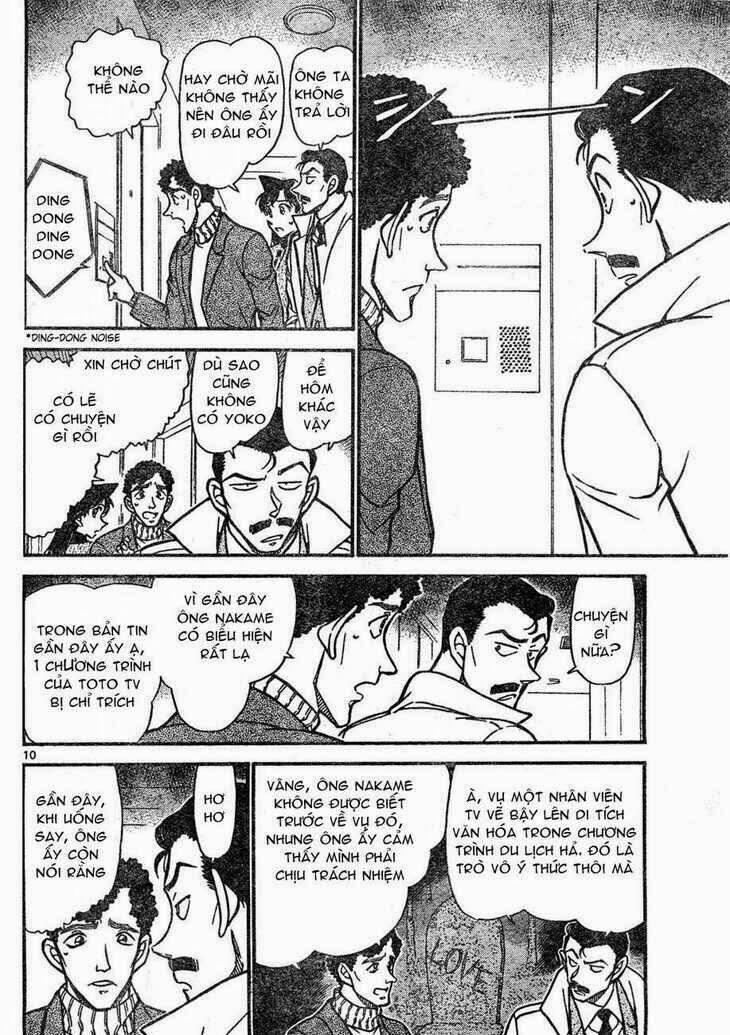 ÔNG TA
KHÔNG
TRẢ LỜI
HAY CHỜ MÃI
KHÔNG THẤY
NÊN ÔNG ẤY
ĐI ĐÂU RỒI
KHÔNG
THỂ NÀO
DING
DONG
DING
DONG
*DING-DONG NOISE
ĐỂ
HÔM
KHÁC
VẬY
DÙ SAO
CŨNG
KHÔNG
CÓ YOKO
XIN CHỜ CHÚT
CÓ LẼ
CÓ CHUYỆN
GÌ RỒI
CHUYỆN
GÌ
NỮA?
VÌ GẦN ĐÂY
ÔNG NAKAME
CÓ BIỂU HIỆN
RẤT LẠ
TRONG BẢN TIN
GẦN ĐÂY ẤY Ạ,
1 CHƯƠNG TRÌNH
CỦA TOTO TV
BỊ CHỈ TRÍCH
10
À, VỤ MỘT NHÂN VIÊN
TV VẼ BẬY LÊN DI TÍCH
VĂN HÓA TRONG CHƯƠNG
TRÌNH DU LỊCH HẢ. ĐÓ LÀ
TRÒ VÔ Ý THỨC THÔI MÀ
VÂNG, ÔNG NAKAME
KHÔNG ĐƯỢC BIẾT
TRƯỚC VỀ VỤ ĐÓ,
NHƯNG ÔNG ẤY CẢM
THẤY MÌNH PHẢI
CHỊU TRÁCH NHIỆM
LOVE
HƠ
HƠ
GẦN ĐÂY,
KHI UỐNG
SAY, ÔNG
ẤY CÒN
NÓI RẰNG